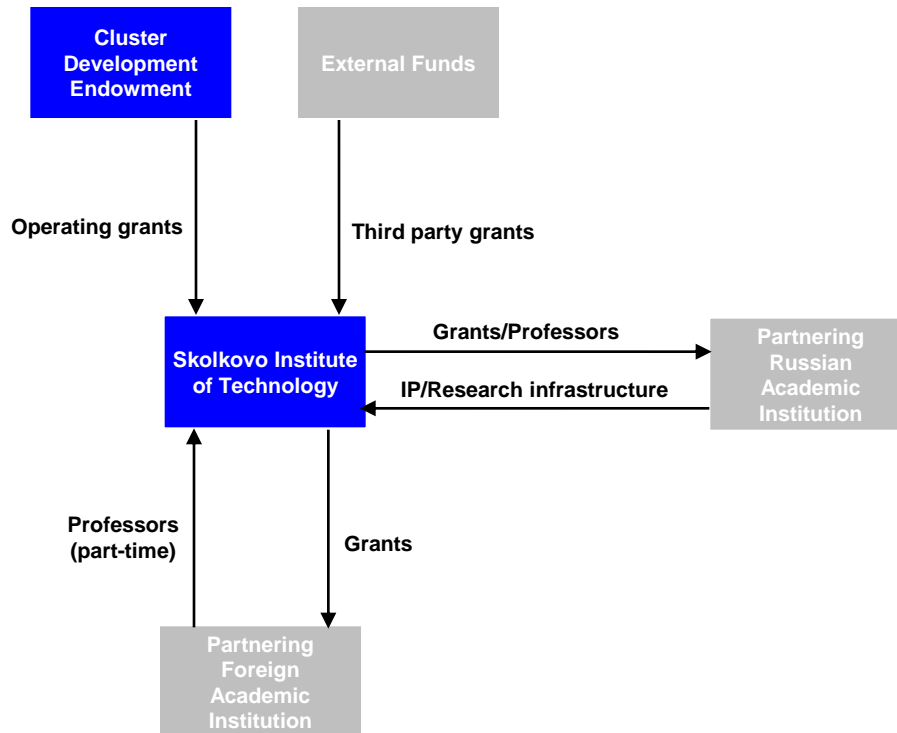 Cluster
Development
Endowment
External Funds
Operating grants
Third party grants
Skolkovo Institute
of Technology
Grants/Professors
IP/Research infrastructure
Partnering
Russian
Academic
Institution
Professors
(part-time)
Grants
Partnering
Foreign
Academic
Institution